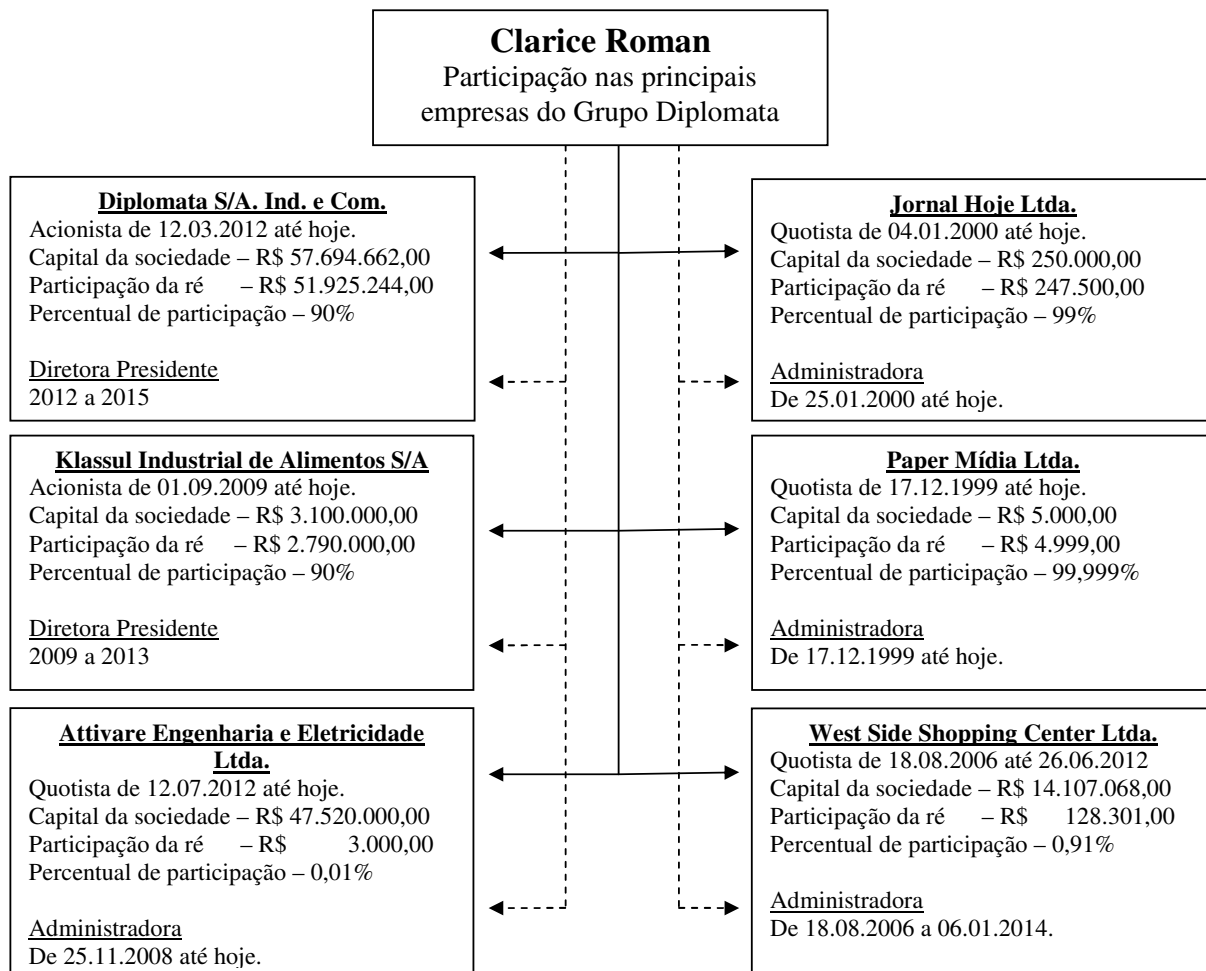 Clarice Roman
Participação nas principais
empresas do Grupo Diplomata
Diplomata S/A. Ind. e Com.
Acionista de 12.03.2012 até hoje.
Capital da sociedade – R$ 57.694.662,00
Participação da ré – R$ 51.925.244,00
Percentual de participação – 90%
Diretora Presidente
2012 a 2015
Jornal Hoje Ltda.
Quotista de 04.01.2000 até hoje.
Capital da sociedade – R$ 250.000,00
Participação da ré – R$ 247.500,00
Percentual de participação – 99%
Administradora
De 25.01.2000 até hoje.
Klassul Industrial de Alimentos S/A
Acionista de 01.09.2009 até hoje.
Capital da sociedade – R$ 3.100.000,00
Participação da ré – R$ 2.790.000,00
Percentual de participação – 90%
Diretora Presidente
2009 a 2013
Paper Mídia Ltda.
Quotista de 17.12.1999 até hoje.
Capital da sociedade – R$ 5.000,00
Participação da ré – R$ 4.999,00
Percentual de participação – 99,999%
Administradora
De 17.12.1999 até hoje.
Attivare Engenharia e Eletricidade
Ltda.
Quotista de 12.07.2012 até hoje.
Capital da sociedade – R$ 47.520.000,00
Participação da ré – R$ 3.000,00
Percentual de participação – 0,01%
Administradora
De 25.11.2008 até hoje.
West Side Shopping Center Ltda.
Quotista de 18.08.2006 até 26.06.2012
Capital da sociedade – R$ 14.107.068,00
Participação da ré – R$ 128.301,00
Percentual de participação – 0,91%
Administradora
De 18.08.2006 a 06.01.2014.